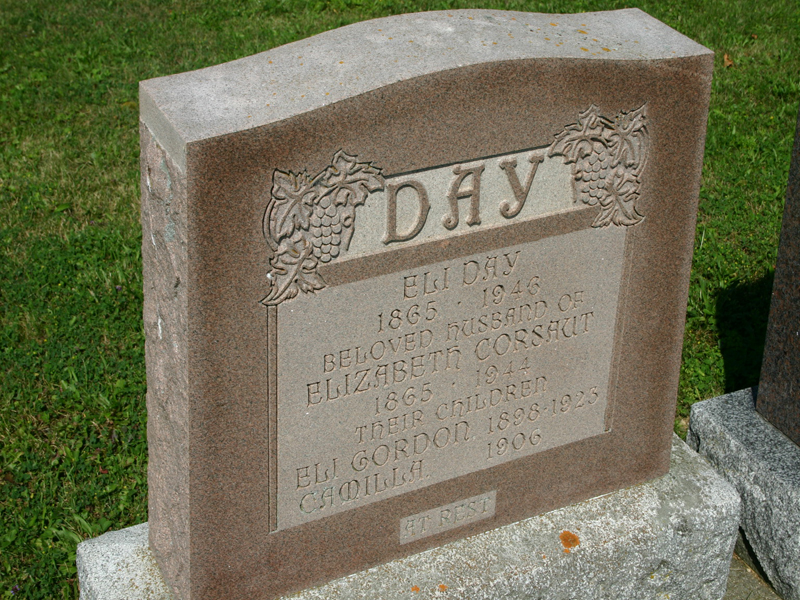 DAY
ELI DAY
1865 . 1946
BELOVED HUSBAND OF
ELIZABETH CORSAUT
1865 . 1944
THEIR CHILDREN
ELI GORDON. 1898-1923
CAMILLA. 1906
AT REST